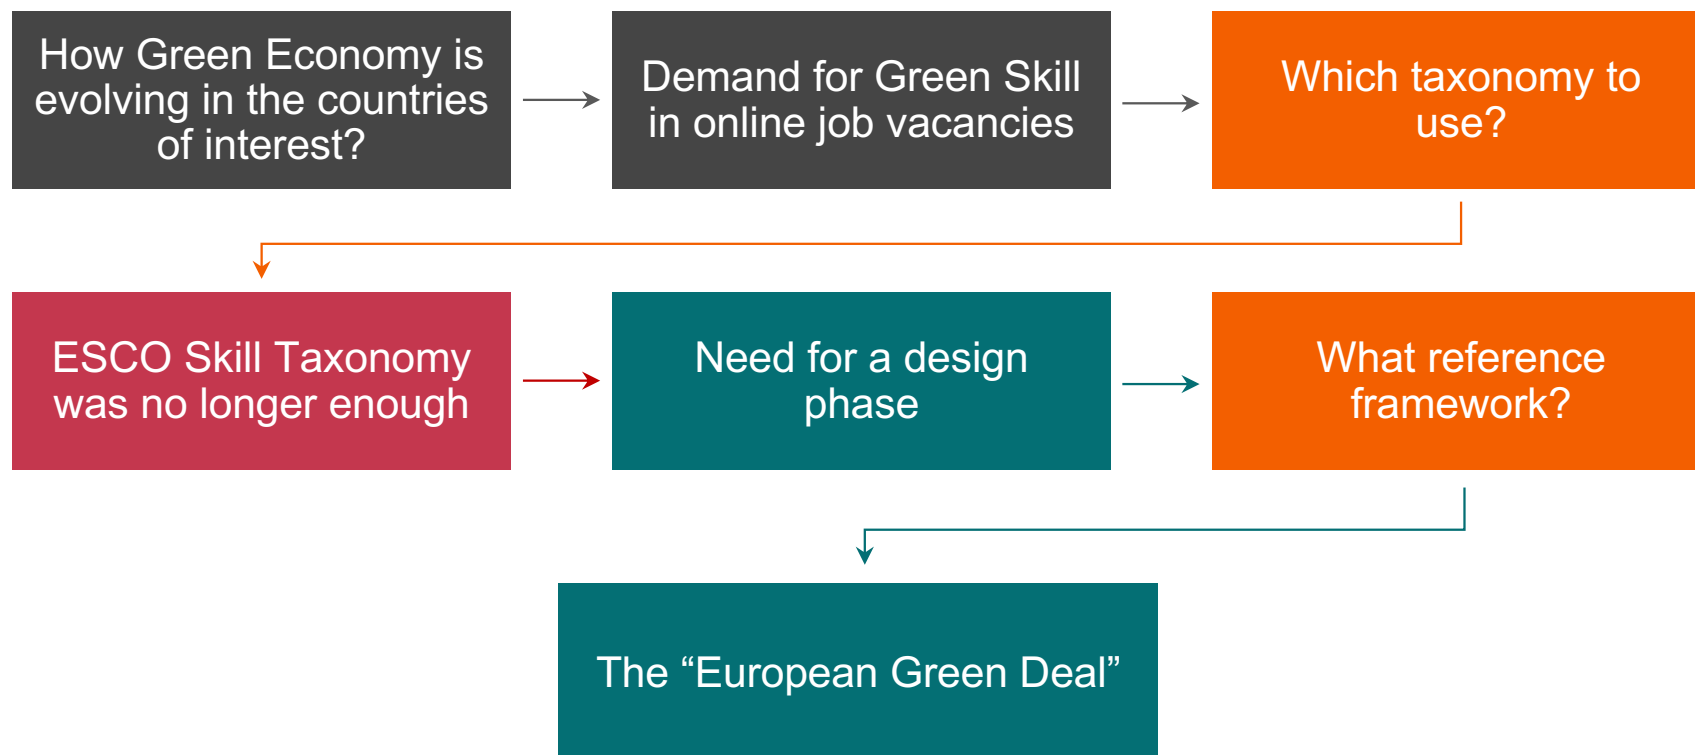 How Green Economy is
evolving in the countries
of interest?
Demand for Green Skill
in online job vacancies
Which taxonomy to
use?
ESCO Skill Taxonomy
was no longer enough
Need for a design
phase
What reference
framework?
The “European Green Deal”